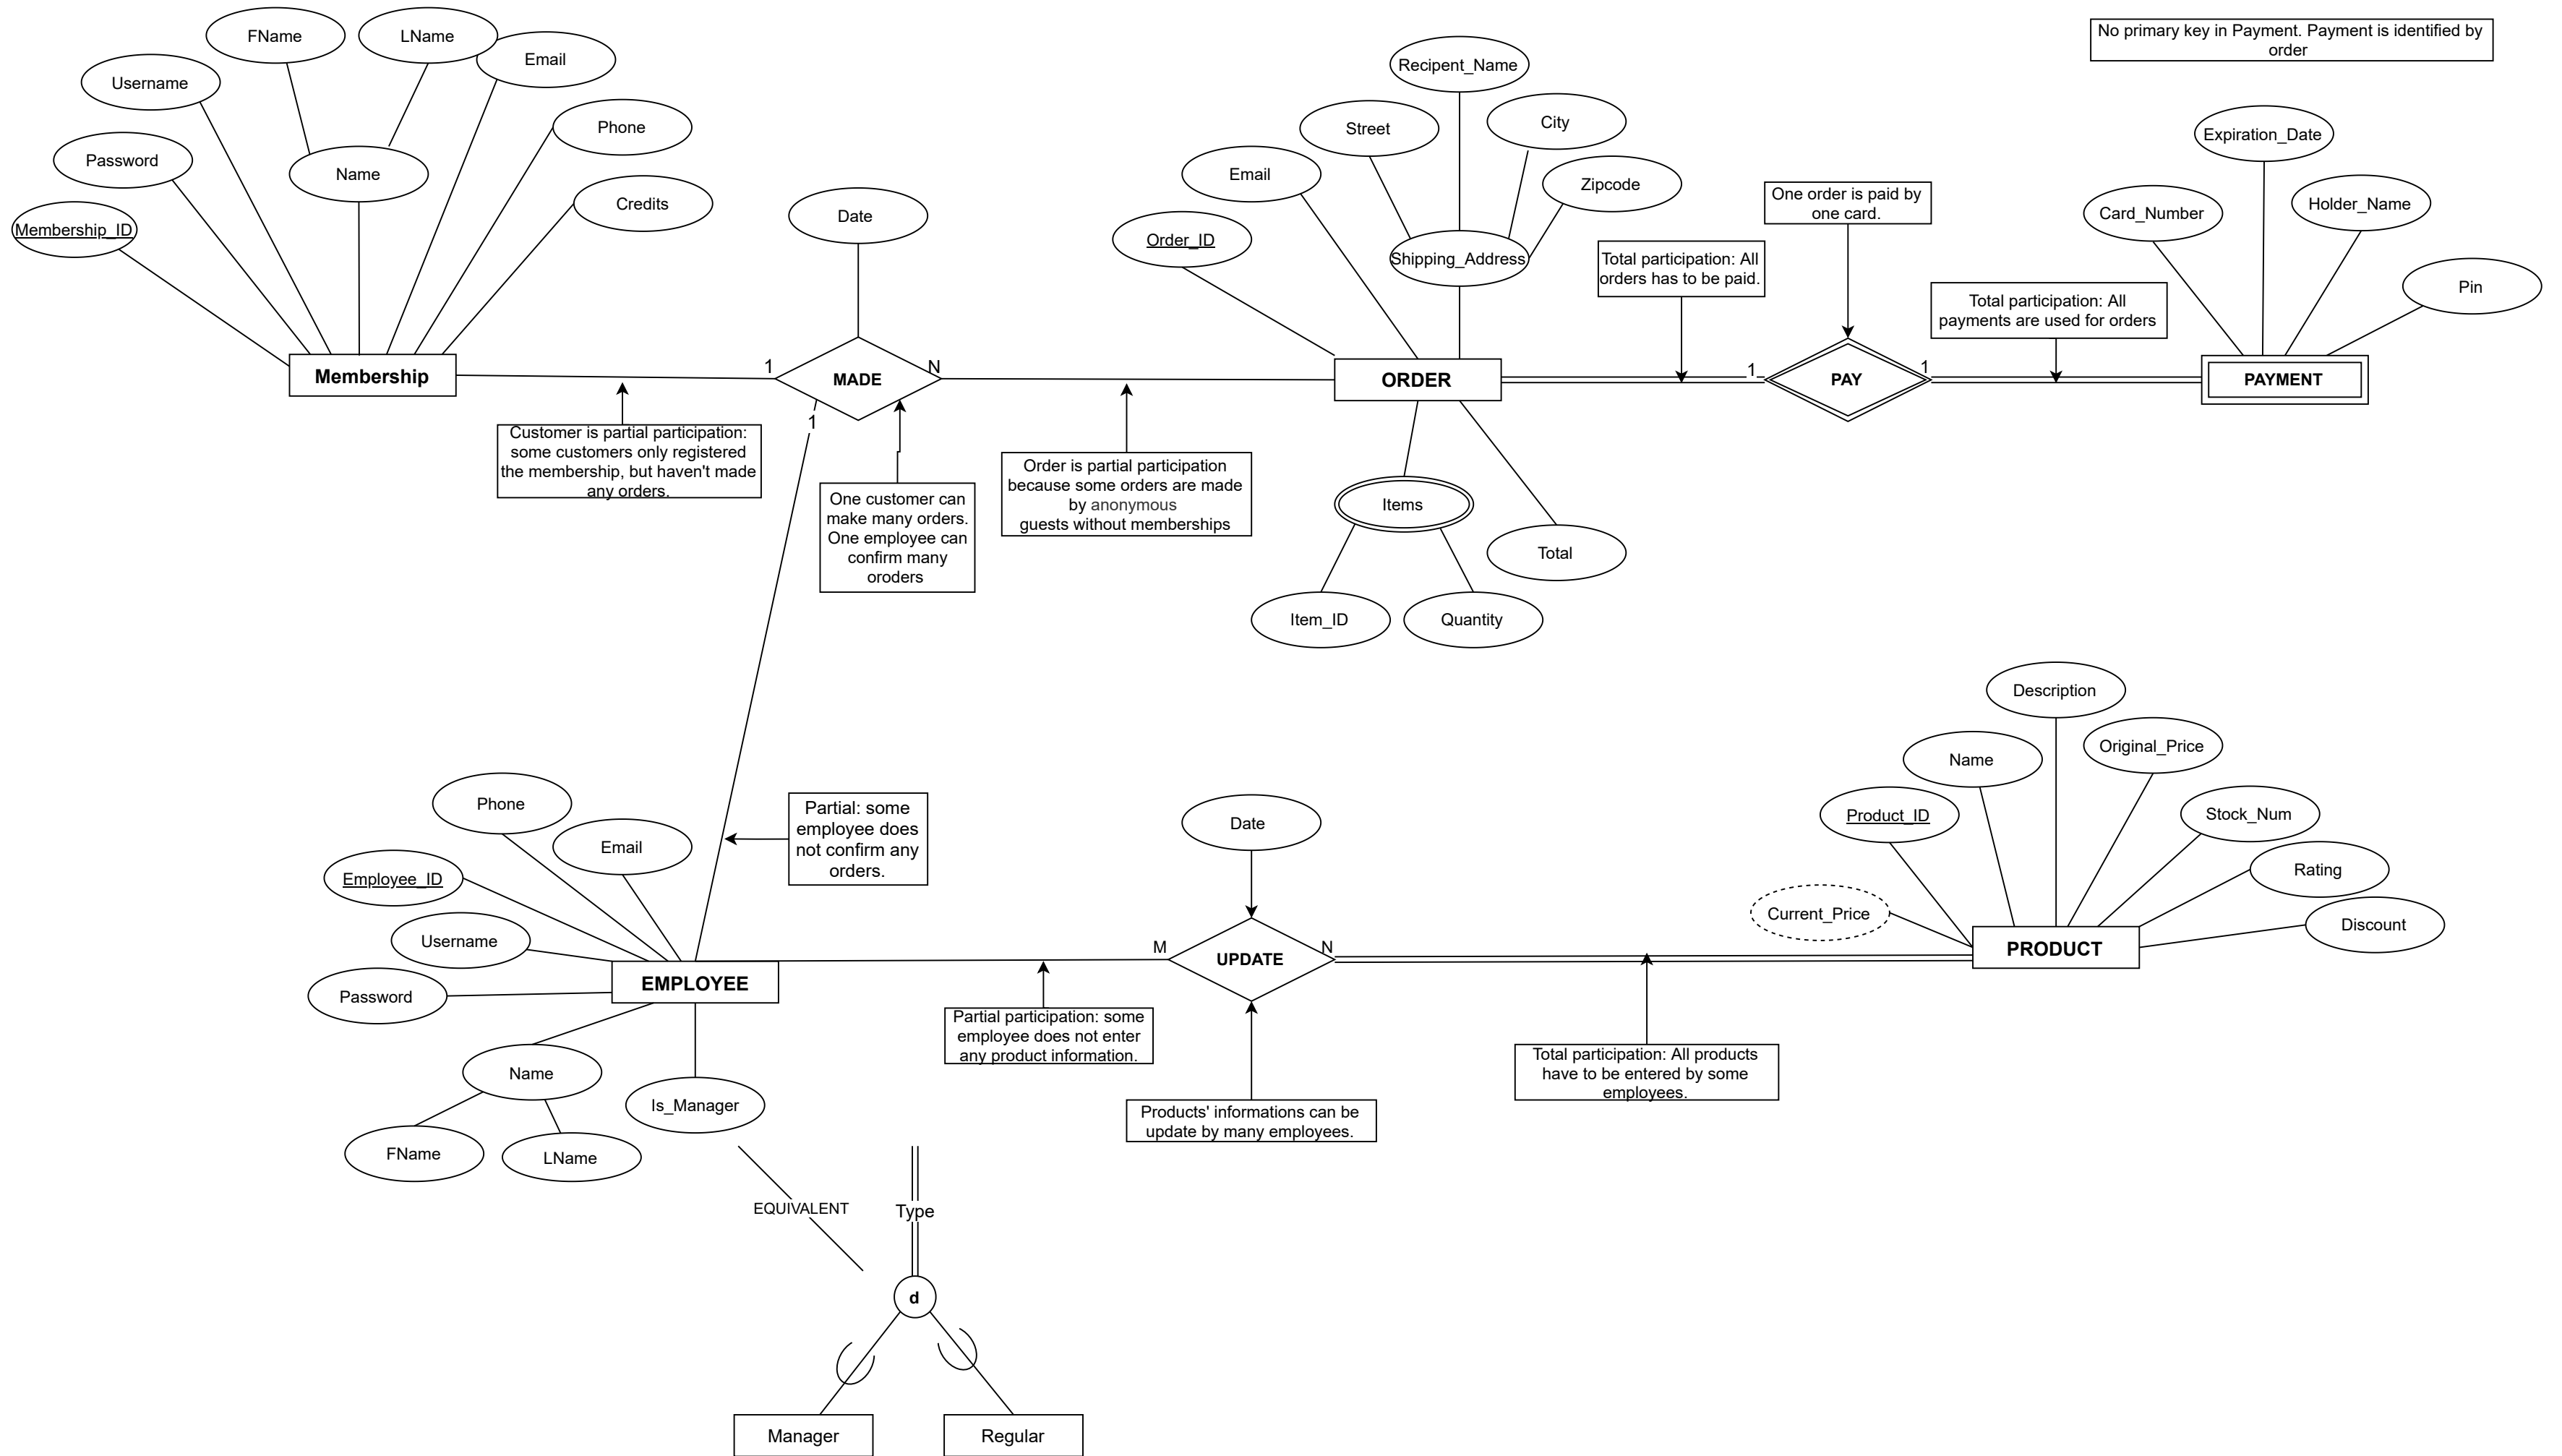 FName
LName
Email
Username
Phone
Password
Name
Credits
Membership_ID
Membership
Date
1
MADE
N
1
Customer is partial participation:
some customers only registered
the membership, but haven't made
any orders.
One customer can
make many orders.
One employee can
confirm many
oroders
Order is partial participation
because some orders are made
by anonymous
guests without memberships
Recipent_Name
Street
City
Email
Zipcode
Order_ID
Shipping_Address
ORDER
Items
Total
Item_ID
Quantity
Total participation: All
orders has to be paid.
One order is paid by
one card.
1
PAY
1
Total participation: All
payments are used for orders
No primary key in Payment. Payment is identified by
order
Expiration_Date
Card_Number
Holder_Name
Pin
PAYMENT
Phone
Email
Employee_ID
Username
Password
EMPLOYEE
Name
Is_Manager
FName
LName
Partial: some
employee does
not confirm any
orders.
Date
M
UPDATE
N
Partial participation: some
employee does not enter
any product information.
Products' informations can be
update by many employees.
Total participation: All products
have to be entered by some
employees.
Description
Name
Original_Price
Product_ID
Stock_Num
Rating
Current_Price
Discount
PRODUCT
EQUIVALENT
Type
d
Manager
Regular